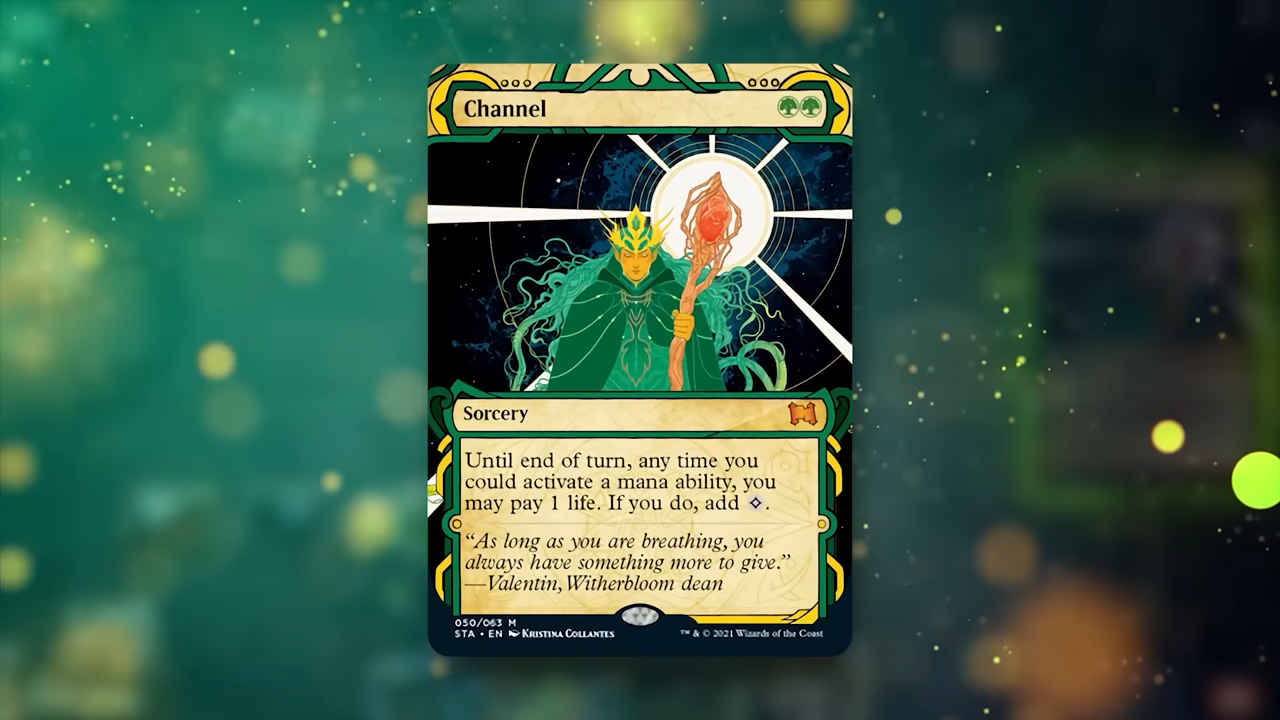 Channel
Sorcery
Until end of turn, any time you
could activate a mana ability, you
may pay 1 life. If you do, add .
“As long as you are breathing, you
always have something more to give.”
—Valentin, Witherbloom dean
050/063 M
STA • EN Kristina Collantes
™ & © 2021 Wizards of the Coast